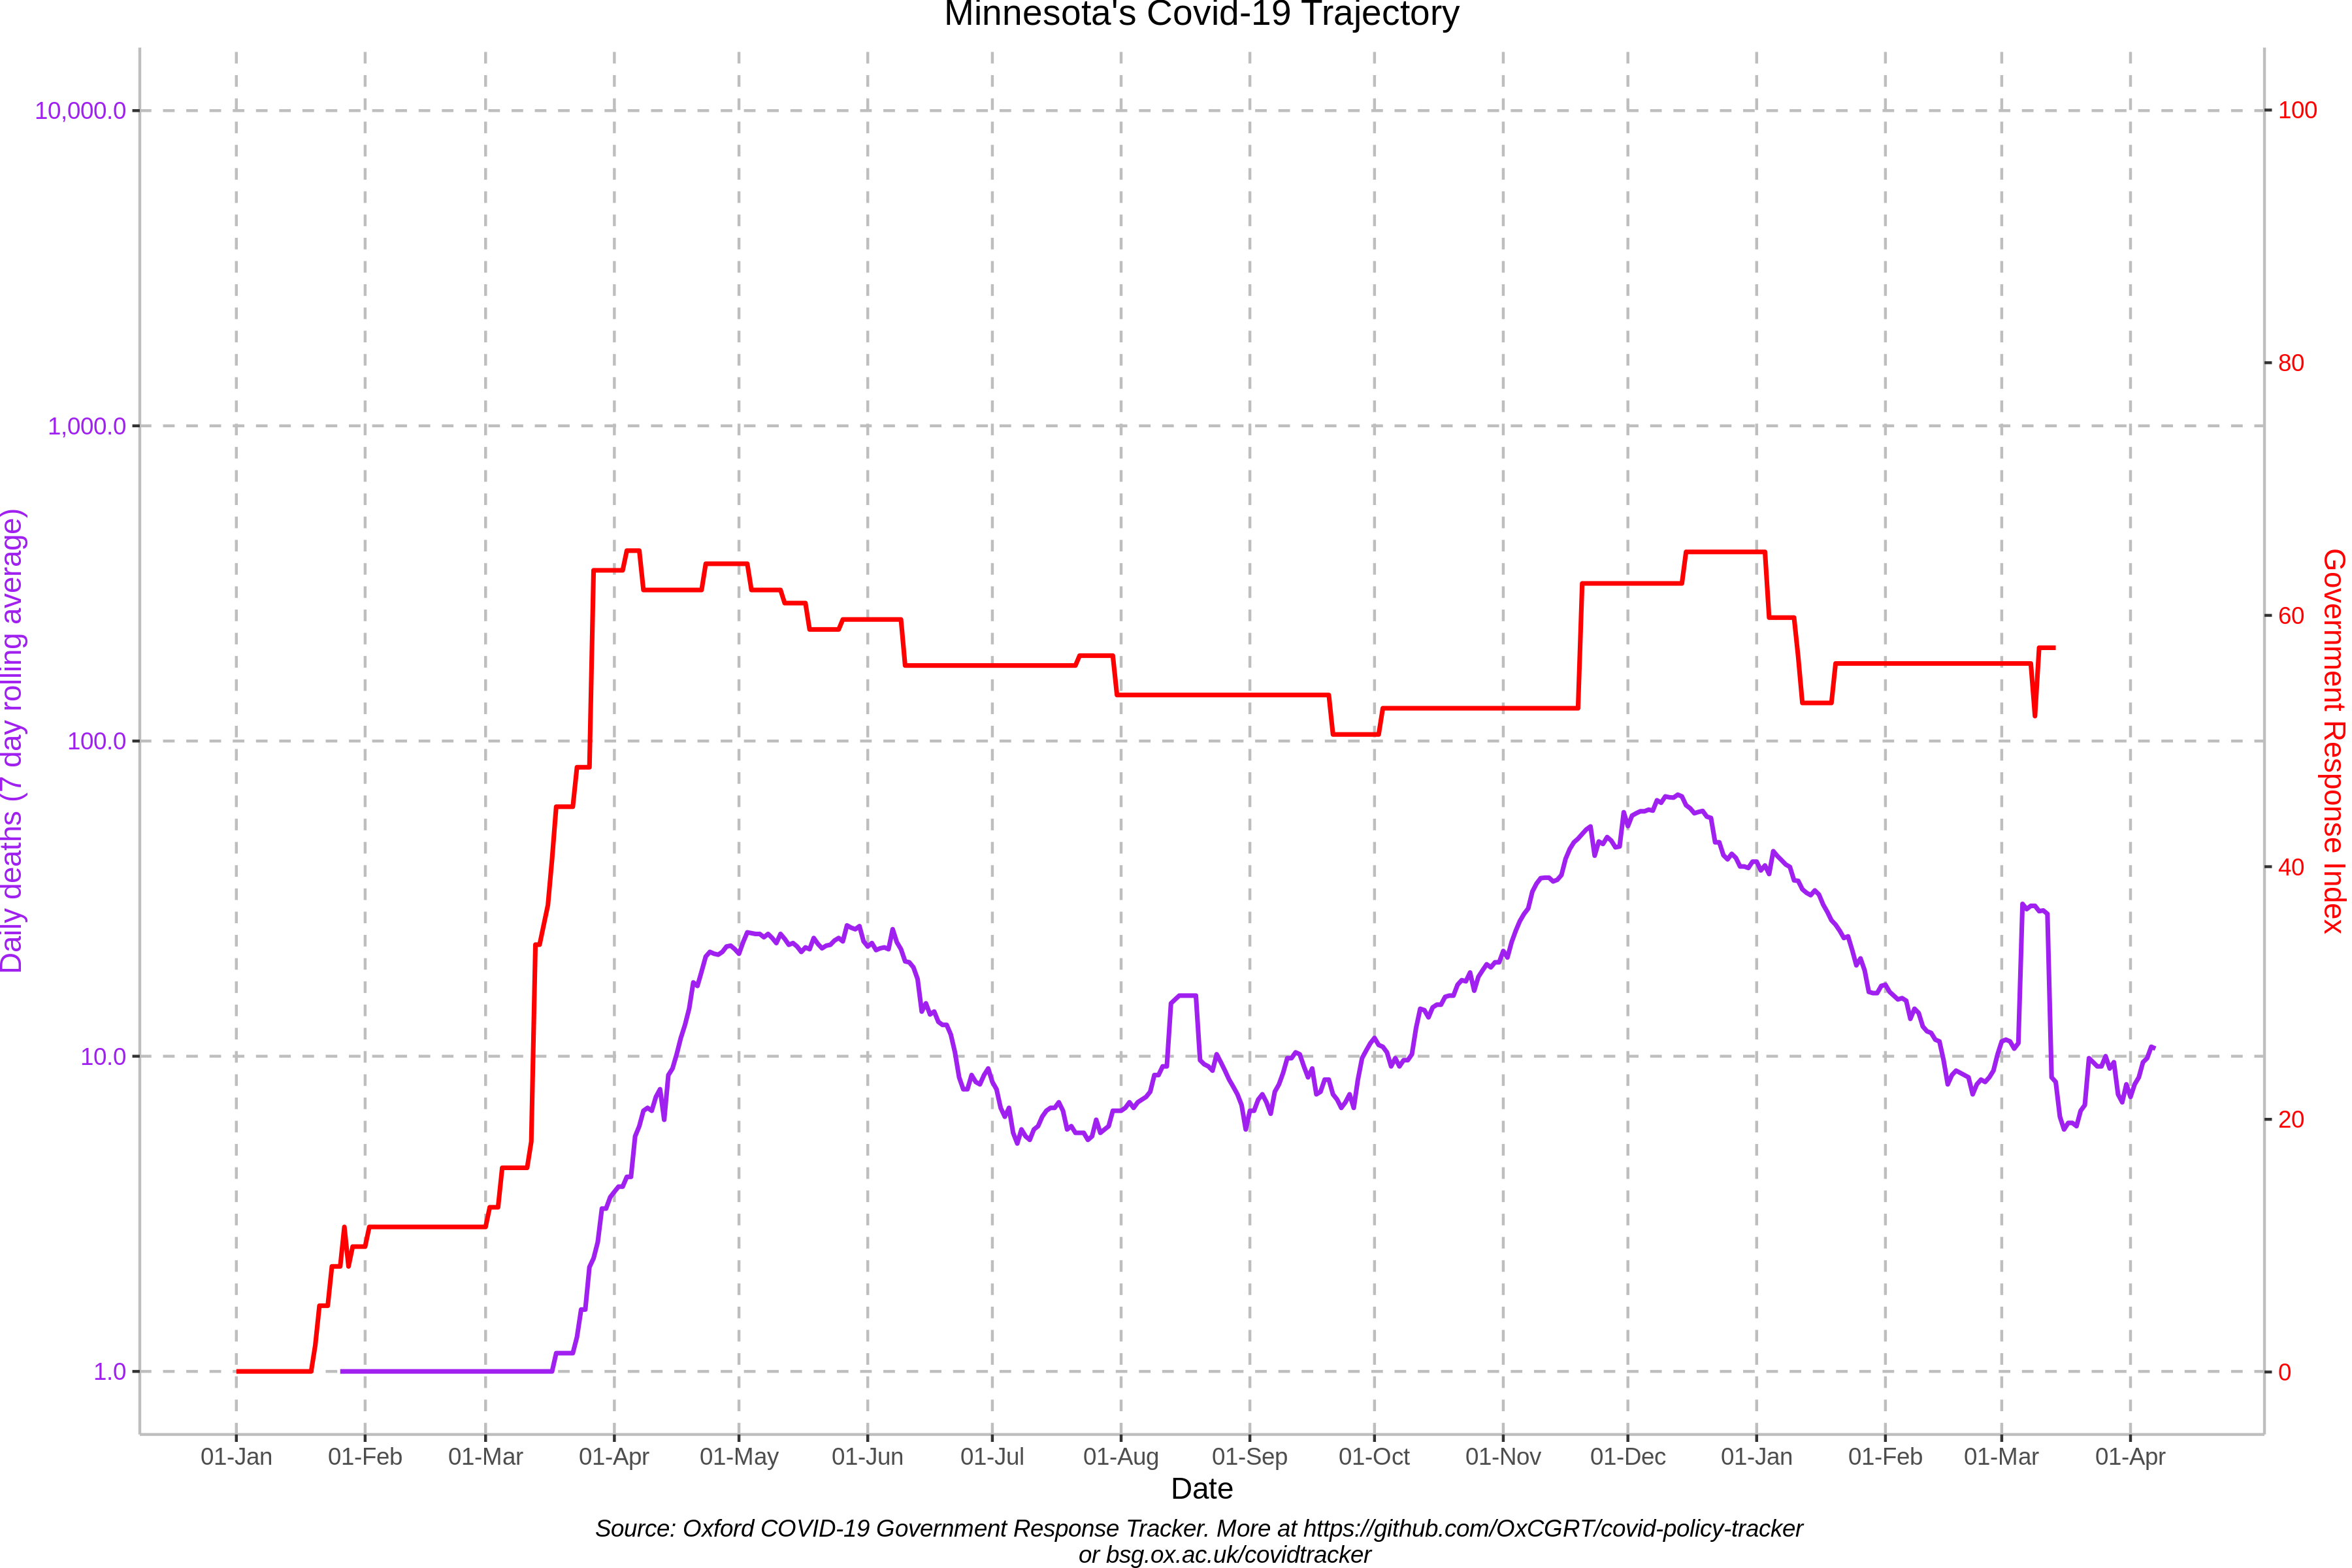 Minnesota's Covid-19 Trajectory
10,000.0
1,000.0
100.0
10.0
1.0
Daily deaths (7 day rolling average)
100
80
60
40
20
0
Government Response Index
01-Jan 01-Feb 01-Mar 01-Apr 01-May 01-Jun 01-Jul 01-Aug 01-Sep 01-Oct 01-Nov 01-Dec 01-Jan 01-Feb 01-Mar 01-Apr
Date
Source: Oxford COVID-19 Government Response Tracker. More at https://github.com/OxCGRT/covid-policy-tracker
or bsg.ox.ac.uk/covidtracker